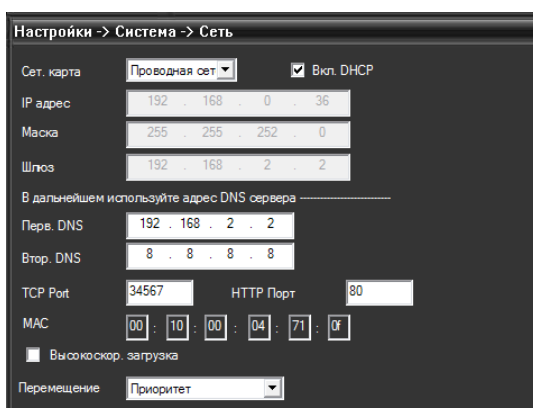 Настройки -> Система -> Сеть
Сет. карта Проводная сет Вкл. DHCP
IP адрес 192 . 168 . 0 . 36
Маска 255 . 255 . 252 . 0
Шлюз 192 . 168 . 2 . 2
В дальнейшем используйте адрес DNS сервера
Перв. DNS 192 . 168 . 2 . 2
Втор. DNS 8 . 8 . 8 . 8
TCP Port 34567 HTTP Порт 80
MAC 00 : 10 : 00 : 04 : 71 : 0f
Высокоскор. загрузка
Перемещение Приоритет